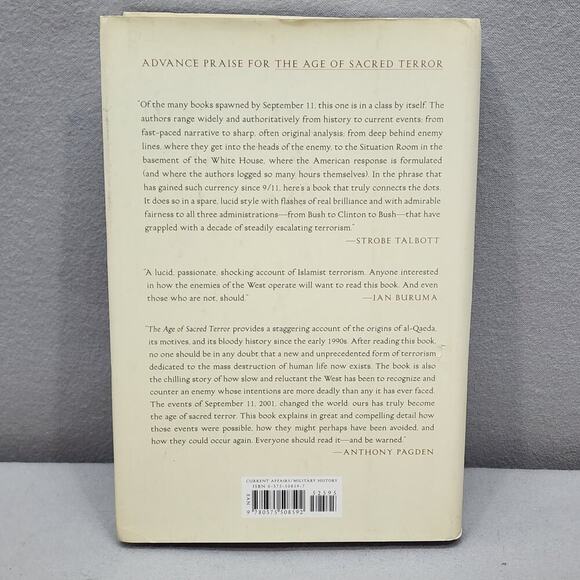 ADVANCE PRAISE FOR THE AGE OF SACRED TERROR
"Of the many books spawned by September 11, this one is in a class by itself. The
authors range widely and authoritatively from history to current events; from
fast-paced narrative to sharp, often original analysis; from deep behind enemy
lines, where they get into the heads of the enemy, to the Situation Room in the
basement of the White House, where the American response is formulated
(and where the authors logged so many hours themselves). In the phrase that
has gained such currency since 9/11, here's a book that truly connects the dots.
It does so in a spare, lucid style with flashes of real brilliance and with admirable
fairness to all three administrations—from Bush to Clinton to Bush—that have
grappled with a decade of steadily escalating terrorism."
—STROBE TALBOTT
"A lucid, passionate, shocking account of Islamist terrorism. Anyone interested
in how the enemies of the West operate will want to read this book. And even
those who are not, should." —IAN BURUMA
"The Age of Sacred Terror provides a staggering account of the origins of al-Qaeda,
its motives, and its bloody history since the early 1990s. After reading this book,
no one should be in any doubt that a new and unprecedented form of terrorism
dedicated to the mass destruction of human life now exists. The book is also
the chilling story of how slow and reluctant the West has been to recognize and
counter an enemy whose intentions are more deadly than any it has ever faced.
The events of September 11, 2001, changed the world: ours has truly become
the age of sacred terror. This book explains in great and compelling detail how
those events were possible, how they might perhaps have been avoided, and
how they could occur again. Everyone should read it—and be warned."
—ANTHONY PAGDEN
CURRENT AFFAIRS/MILITARY HISTORY
ISBN 0-375-50859-7
52595
EAN
9 780375 508592